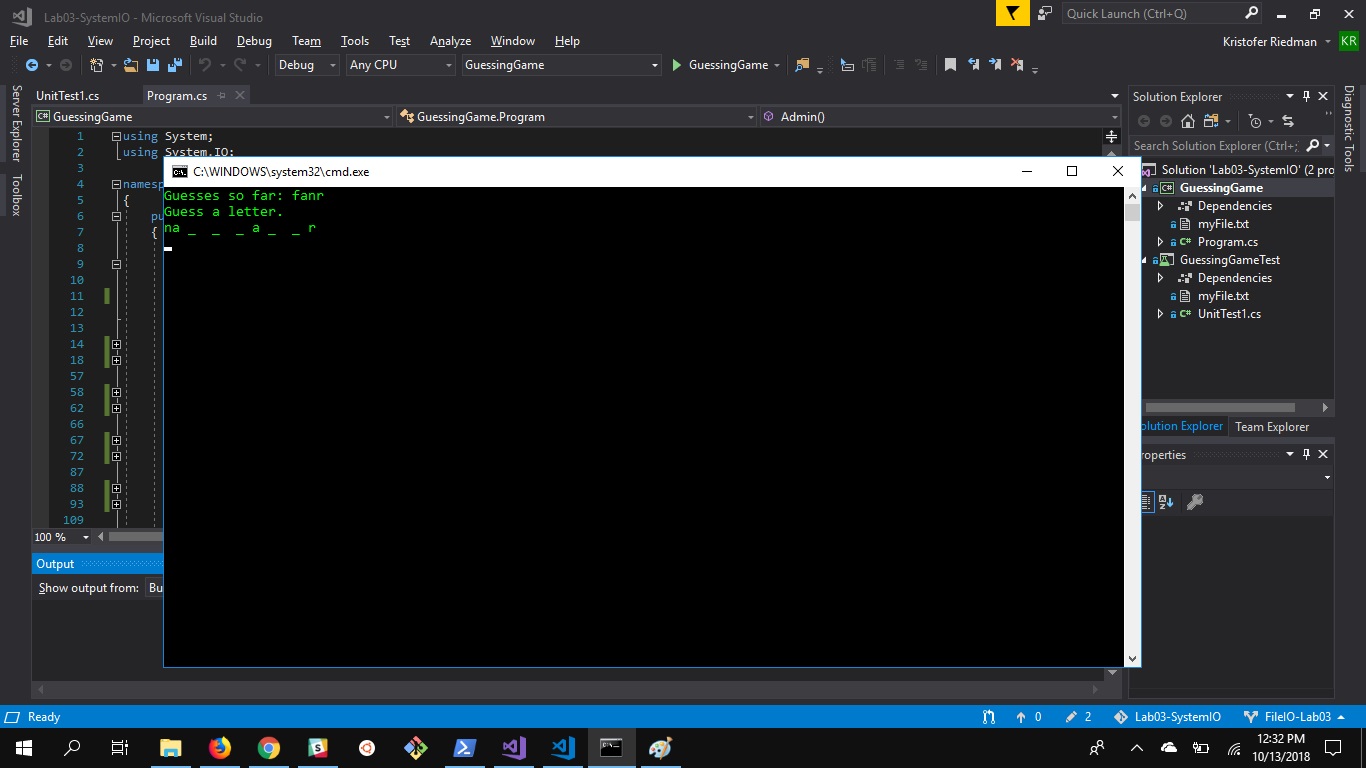 Lab03-SystemIO - Microsoft Visual Studio
Quick Launch (Ctrl+Q)
File Edit View Project Build Debug Team Tools Test Analyze Window Help
Kristofer Riedman KR
Debug Any CPU GuessingGame GuessingGame
Server Explorer
Toolbox
UnitTest1.cs Program.cs
GuessingGame GuessingGame.Program Admin()
1 using System;
2 using System.IO;
3
4 namesp
5 {
6 pu
7 {
8
9
10
11
12
13
14
18
57
58
62
66
67
72
87
88
93
109
100 %
C:\WINDOWS\system32\cmd.exe
Guesses so far: fanr
Guess a letter.
na _ _ _ a _ _ r
Output
Show output from: Bu
Solution Explorer
Search Solution Explorer (Ctrl+;
Solution 'Lab03-SystemIO' (2 pro
GuessingGame
Dependencies
myFile.txt
C# Program.cs
GuessingGameTest
Dependencies
myFile.txt
C# UnitTest1.cs
olution Explorer Team Explorer
roperties
Diagnostic Tools
Ready
0 2 Lab03-SystemIO FileIO-Lab03
12:32 PM
10/13/2018